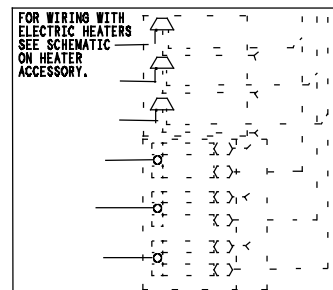 FOR WIRING WITH
ELECTRIC HEATERS
SEE SCHEMATIC
ON HEATER
ACCESSORY.